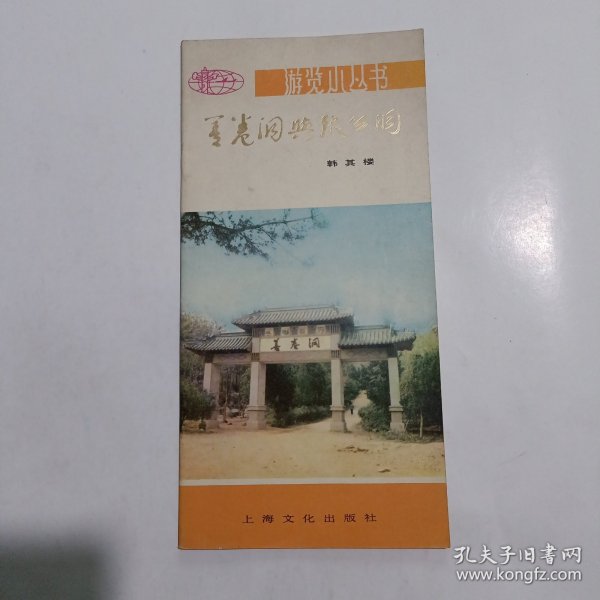 游览小丛书
善卷洞与张公洞
韩其楼
善卷洞
上海文化出版社
孔夫子旧书网
www.kongfz.com